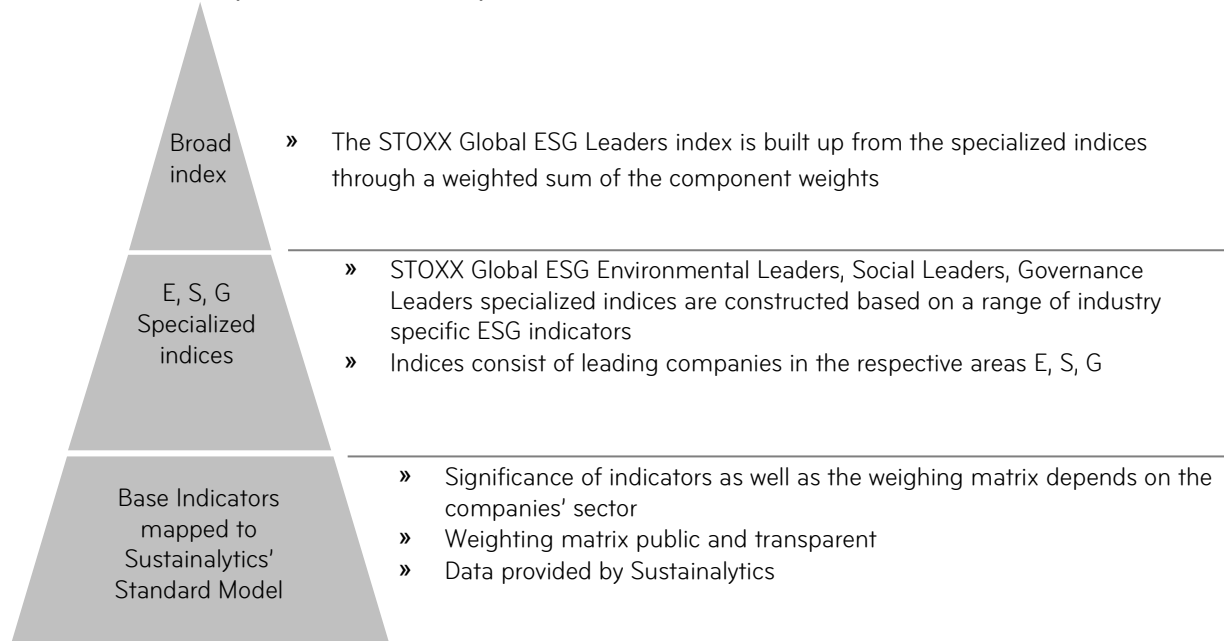 Broad
index
» The STOXX Global ESG Leaders index is built up from the specialized indices
through a weighted sum of the component weights
E, S, G
Specialized
indices
» STOXX Global ESG Environmental Leaders, Social Leaders, Governance
Leaders specialized indices are constructed based on a range of industry
specific ESG indicators
» Indices consist of leading companies in the respective areas E, S, G
Base Indicators
mapped to
Sustainalytics’
Standard Model
» Significance of indicators as well as the weighing matrix depends on the
companies’ sector
» Weighting matrix public and transparent
» Data provided by Sustainalytics